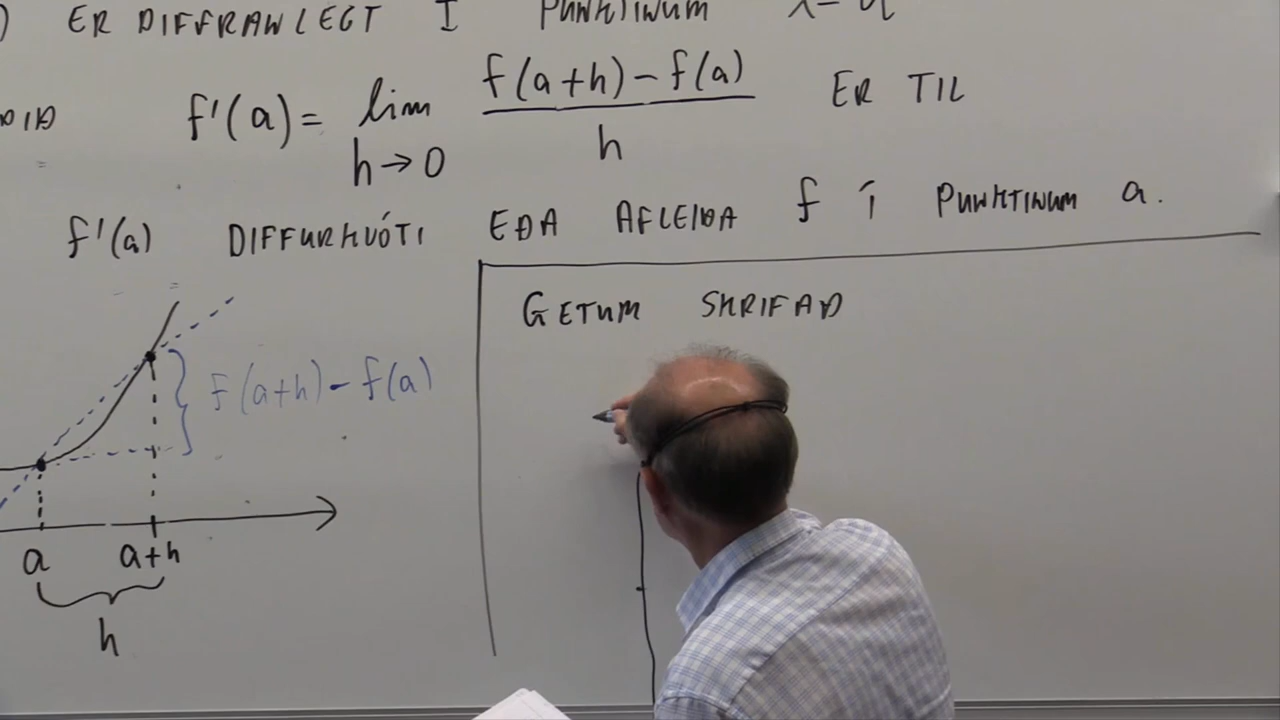 ER DIFFRANLEGT Í PUNKTINUM x = a
f'(a) = lim h→0 f(a+h) − f(a) / h ER TIL
f'(a) DIFFURKVÓTI EÐA AFLEIÐA f Í PUNKTINUM a.
GETUM SKRIFAÐ
f(a+h) − f(a)
a a+h
h